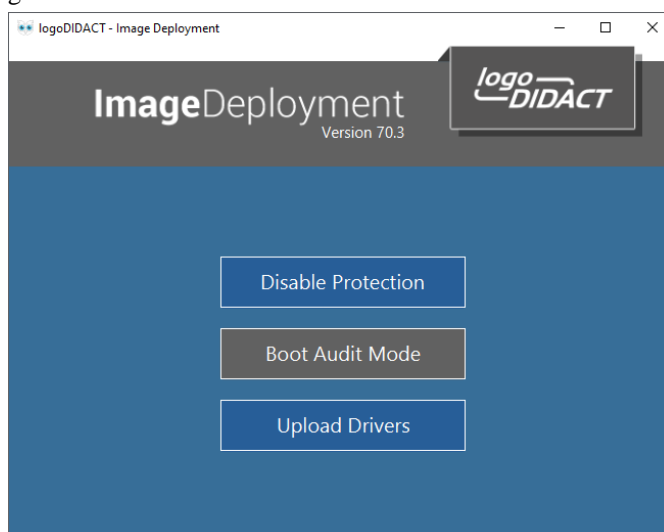 g
logoDIDACT - Image Deployment
logo
DIDACT
ImageDeployment
Version 70.3
Disable Protection
Boot Audit Mode
Upload Drivers